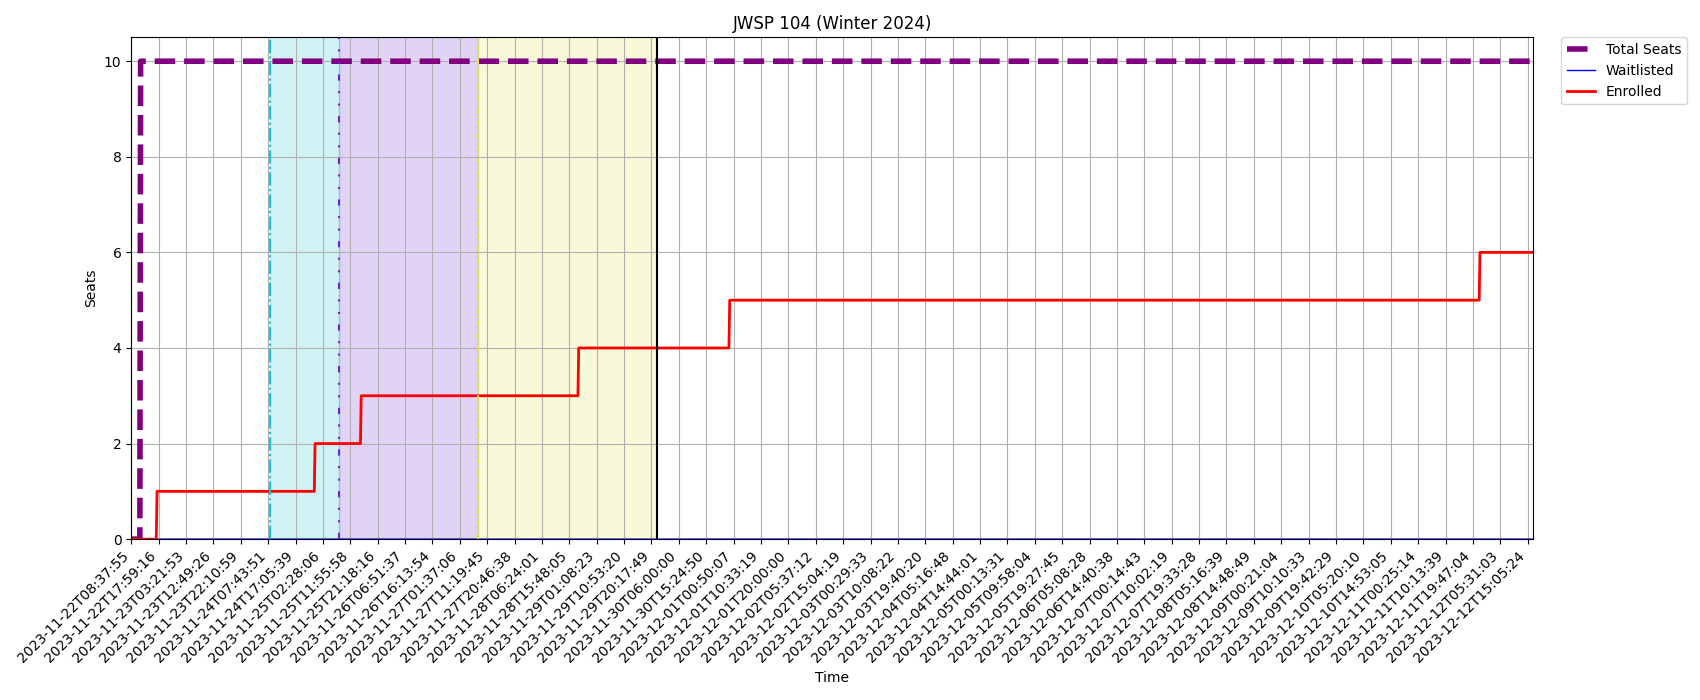 JWSP 104 (Winter 2024)
Total Seats
Waitlisted
Enrolled
Seats
10
8
6
4
2
0
2023-11-22T08:37:55
2023-11-22T17:59:16
2023-11-23T03:21:53
2023-11-23T12:49:26
2023-11-23T22:10:59
2023-11-24T07:43:51
2023-11-24T17:05:39
2023-11-25T02:28:06
2023-11-25T11:55:58
2023-11-25T21:18:16
2023-11-26T06:51:37
2023-11-26T16:13:54
2023-11-27T01:37:06
2023-11-27T11:19:45
2023-11-27T20:46:38
2023-11-28T06:24:01
2023-11-28T15:48:05
2023-11-29T01:08:23
2023-11-29T10:53:20
2023-11-29T20:17:49
2023-11-30T06:00:00
2023-11-30T15:24:50
2023-12-01T00:50:07
2023-12-01T10:33:19
2023-12-01T20:00:00
2023-12-02T05:37:12
2023-12-02T15:04:19
2023-12-03T00:29:33
2023-12-03T10:08:22
2023-12-03T19:40:20
2023-12-04T05:16:48
2023-12-04T14:44:01
2023-12-05T00:13:31
2023-12-05T09:58:04
2023-12-05T19:27:45
2023-12-06T05:08:28
2023-12-06T14:40:38
2023-12-07T00:14:43
2023-12-07T10:02:19
2023-12-07T19:33:28
2023-12-08T05:16:39
2023-12-08T14:48:49
2023-12-09T00:21:04
2023-12-09T10:10:33
2023-12-09T19:42:29
2023-12-10T05:20:10
2023-12-10T14:53:05
2023-12-11T00:25:14
2023-12-11T10:13:39
2023-12-11T19:47:04
2023-12-12T05:31:03
2023-12-12T15:05:24
Time